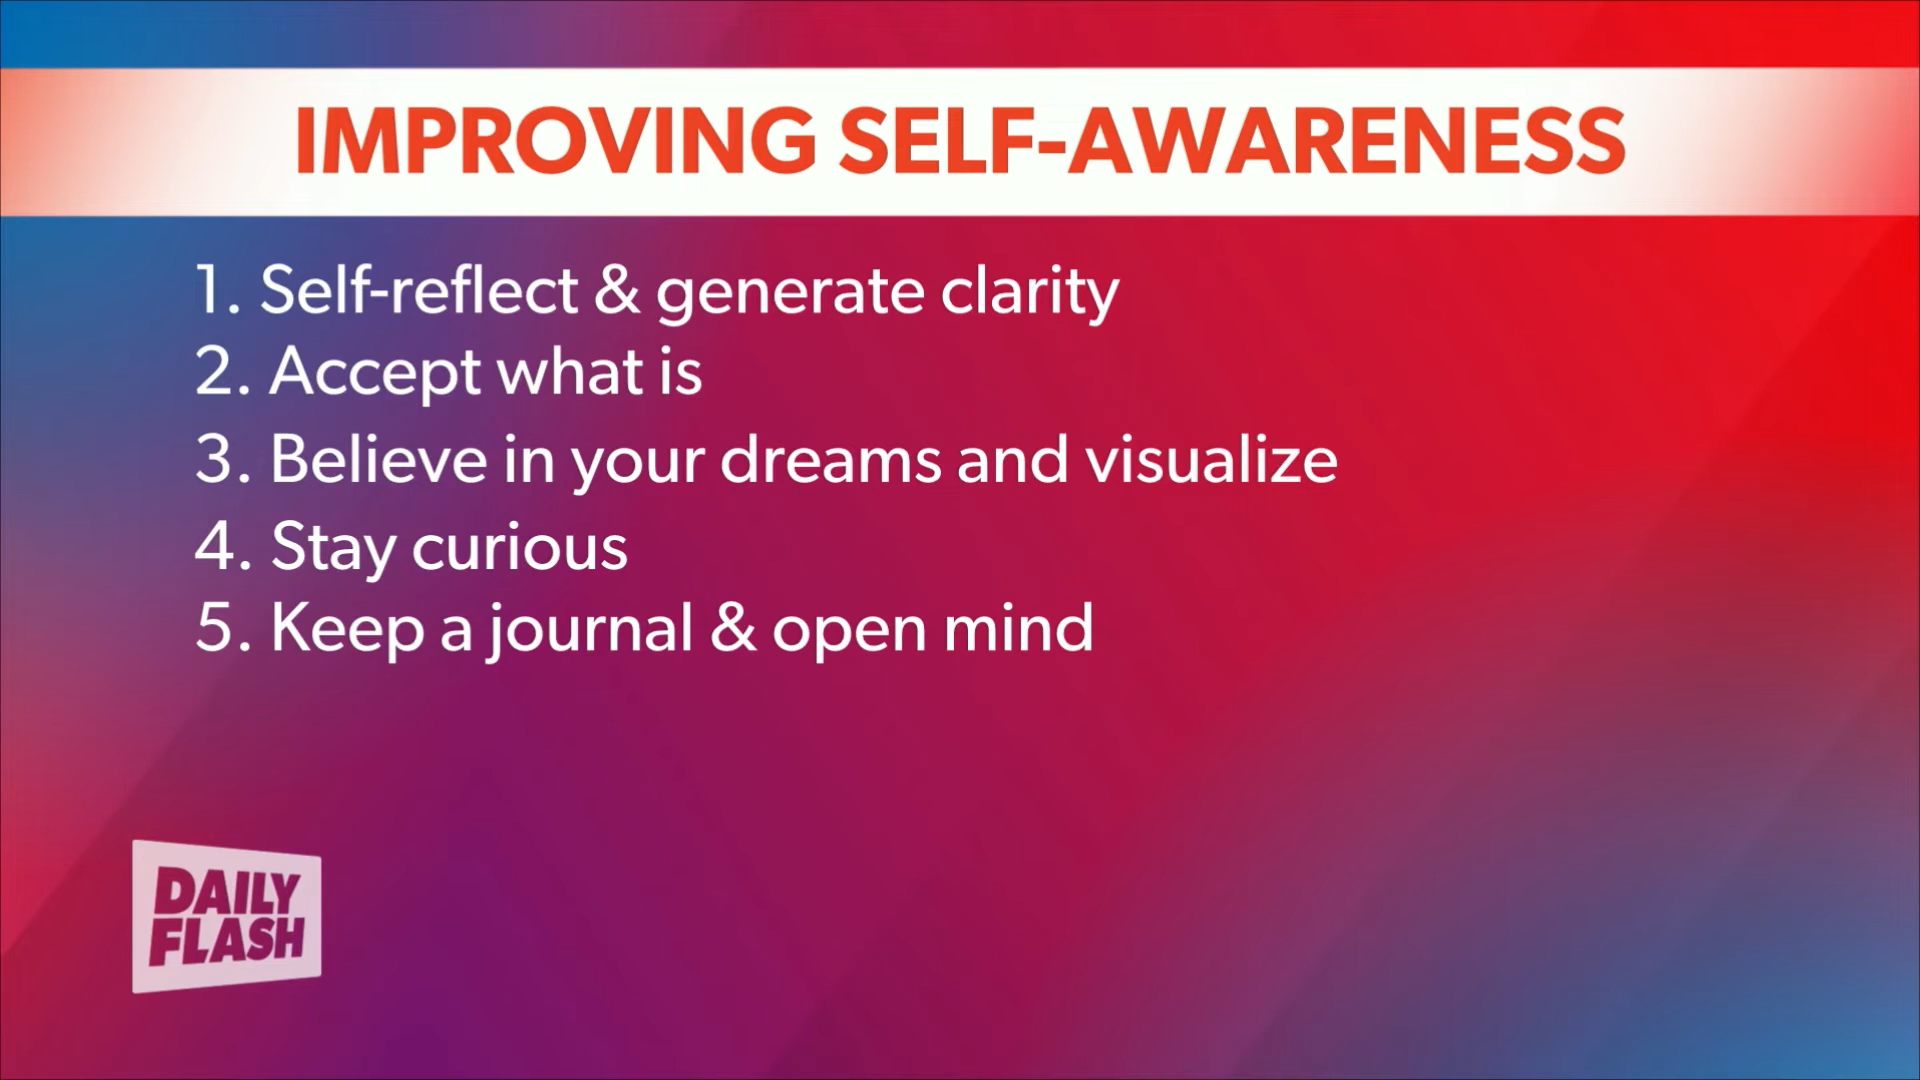 IMPROVING SELF-AWARENESS
1. Self-reflect & generate clarity
2. Accept what is
3. Believe in your dreams and visualize
4. Stay curious
5. Keep a journal & open mind
DAILY
FLASH